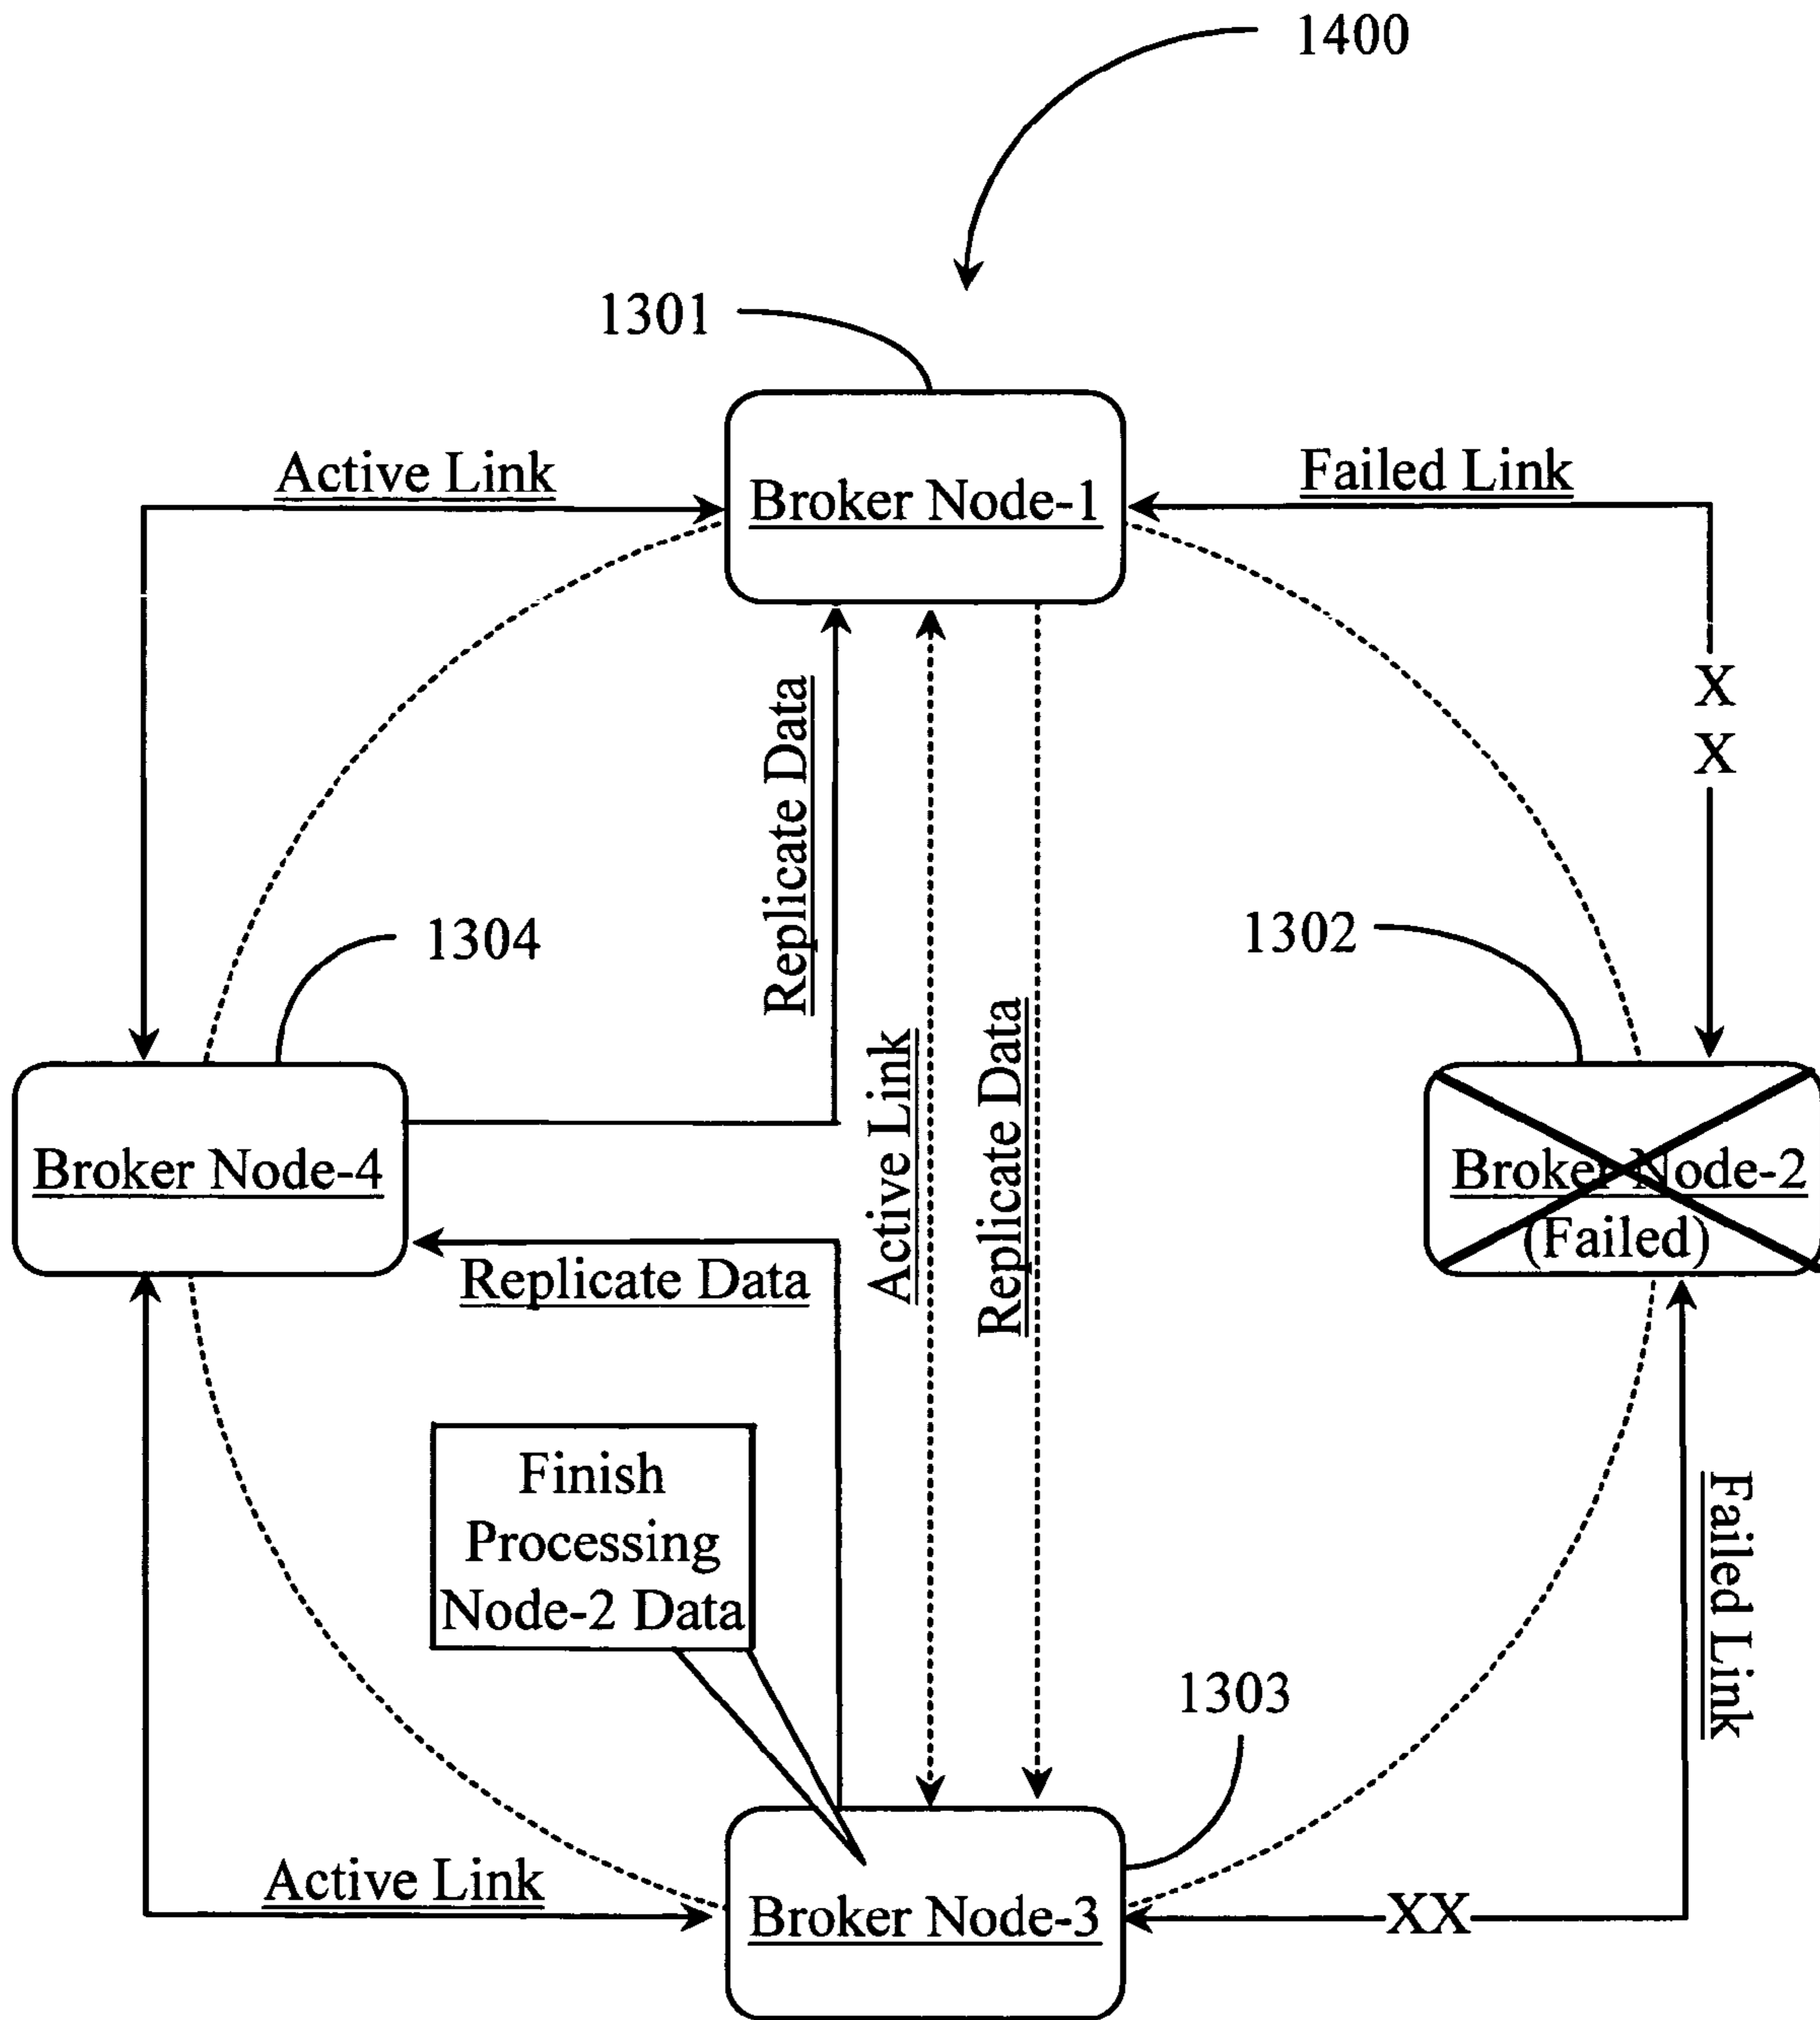 1400
1301
Active Link
Failed Link
Broker Node-1
X
X
Replicate Data
1304
1302
Active Link
Replicate Data
Broker Node-4
Broker Node-2
(Failed)
Replicate Data
Finish
Processing
Node-2 Data
Failed Link
1303
Active Link
Broker Node-3
XX